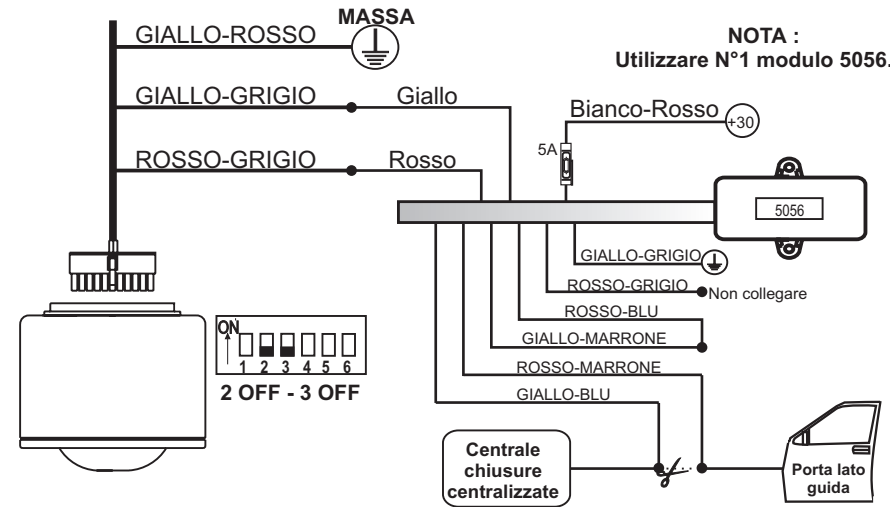 MASSA
GIALLO-ROSSO
NOTA :
Utilizzare N°1 modulo 5056.
GIALLO-GRIGIO
Giallo
Bianco-Rosso
+30
5A
ROSSO-GRIGIO
Rosso
5056
GIALLO-GRIGIO
ROSSO-GRIGIO
Non collegare
ROSSO-BLU
GIALLO-MARRONE
ROSSO-MARRONE
GIALLO-BLU
ON
1 2 3 4 5 6
2 OFF - 3 OFF
Centrale
chiusure
centralizzate
Porta lato
guida